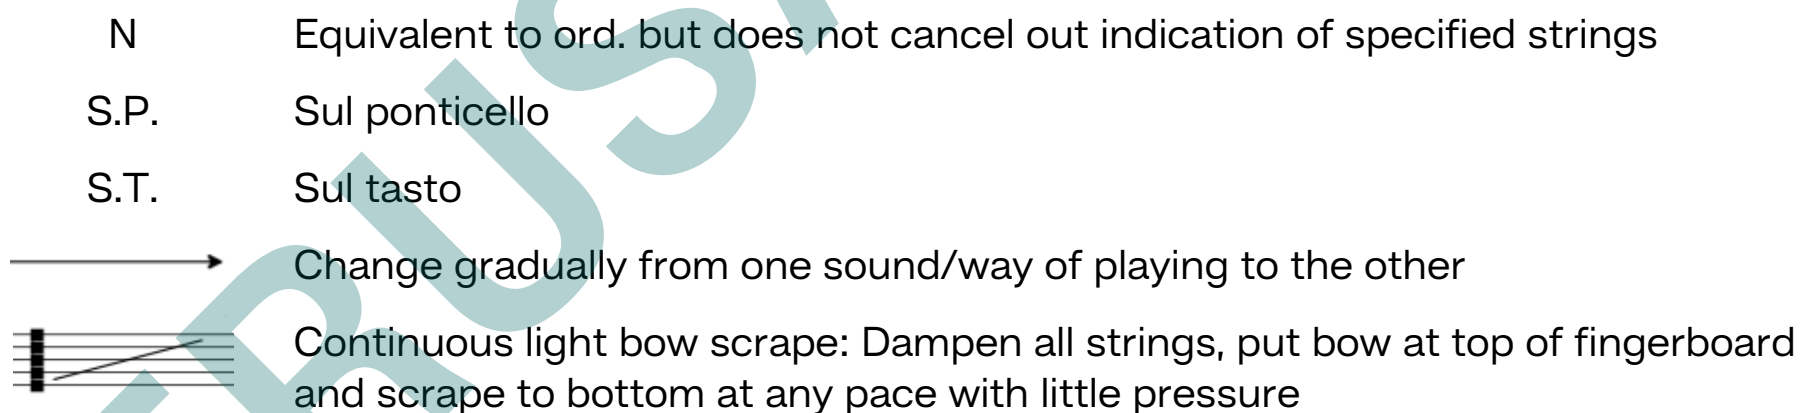 N Equivalent to ord. but does not cancel out indication of specified strings
S.P. Sul ponticello
S.T. Sul tasto
Change gradually from one sound/way of playing to the other
Continuous light bow scrape: Dampen all strings, put bow at top of fingerboard
and scrape to bottom at any pace with little pressure